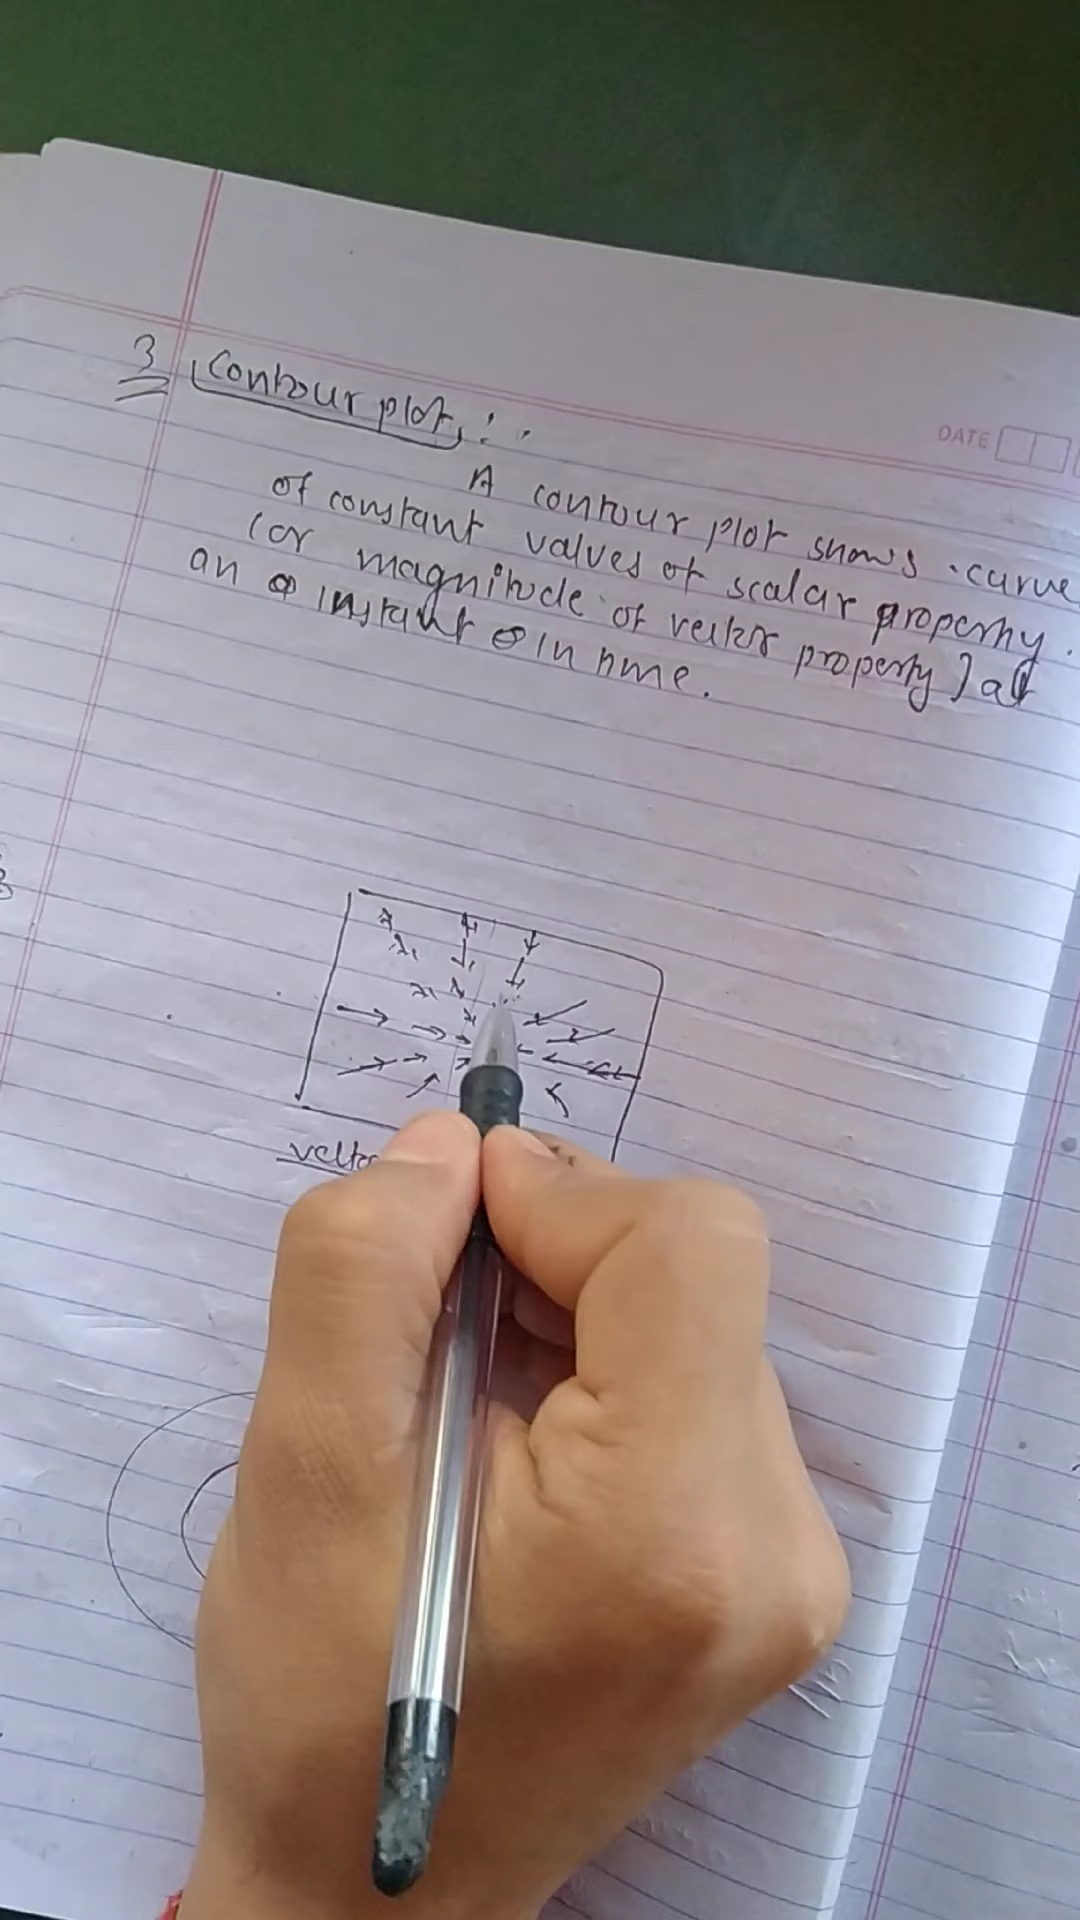 3 Contour plot :
DATE
A contour plot shows curve
of constant values of scalar property.
(or magnitude of vector property ) at
an instant in time.